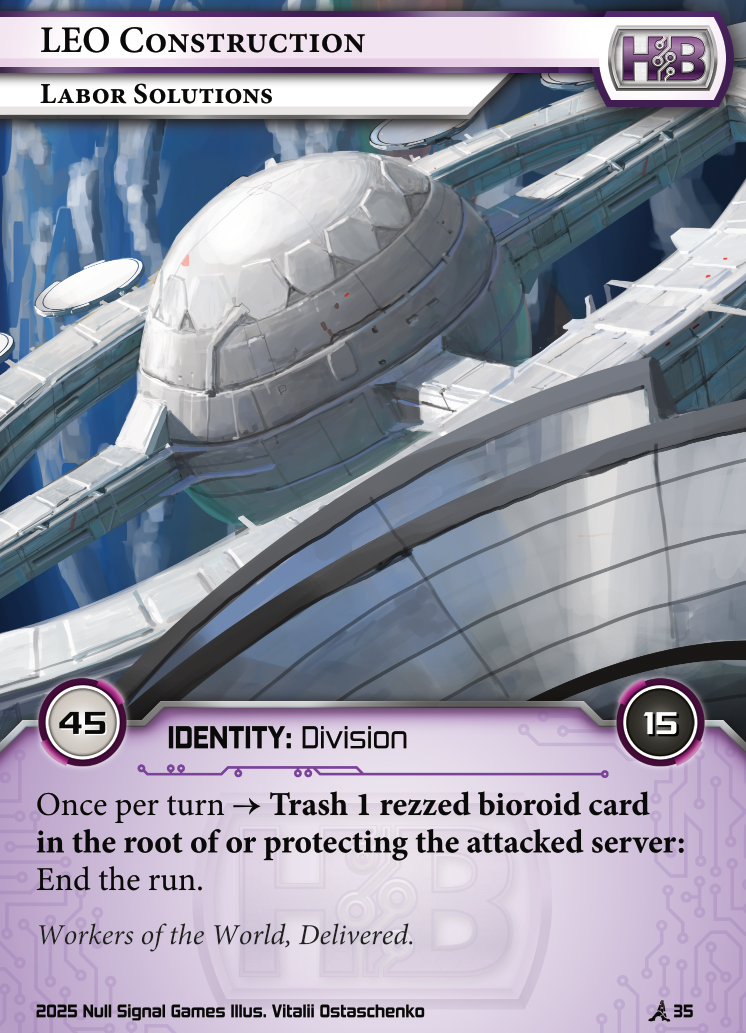 LEO Construction
HB
Labor Solutions
45
IDENTITY: Division
15
Once per turn → Trash 1 rezzed bioroid card
in the root of or protecting the attacked server:
End the run.
Workers of the World, Delivered.
2025 Null Signal Games Illus. Vitalii Ostaschenko
35